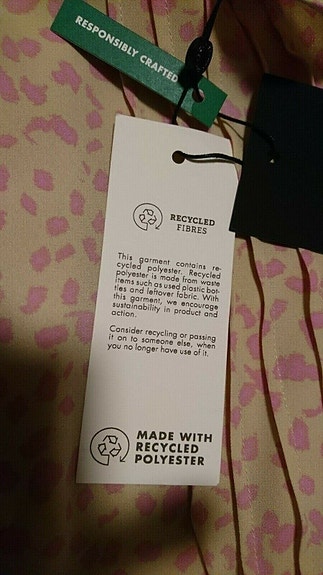 RESPONSIBLY CRAFTED
RECYCLED
FIBRES
This garment contains re-
cycled polyester. Recycled
polyester is made from waste
items such as used plastic bot-
tles and leftover fabric. With
this garment, we encourage
sustainability in product and
action.
Consider recycling or passing
it on to someone else, when
you no longer have use of it.
MADE WITH
RECYCLED
POLYESTER